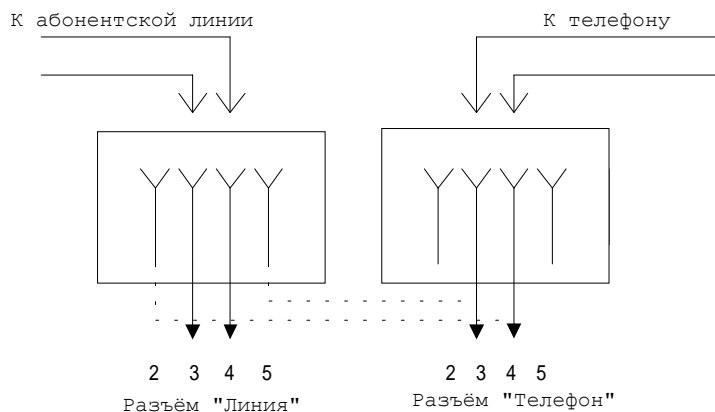 К абонентской линии
К телефону
2 3 4 5
2 3 4 5
Разъём "Линия"
Разъём "Телефон"